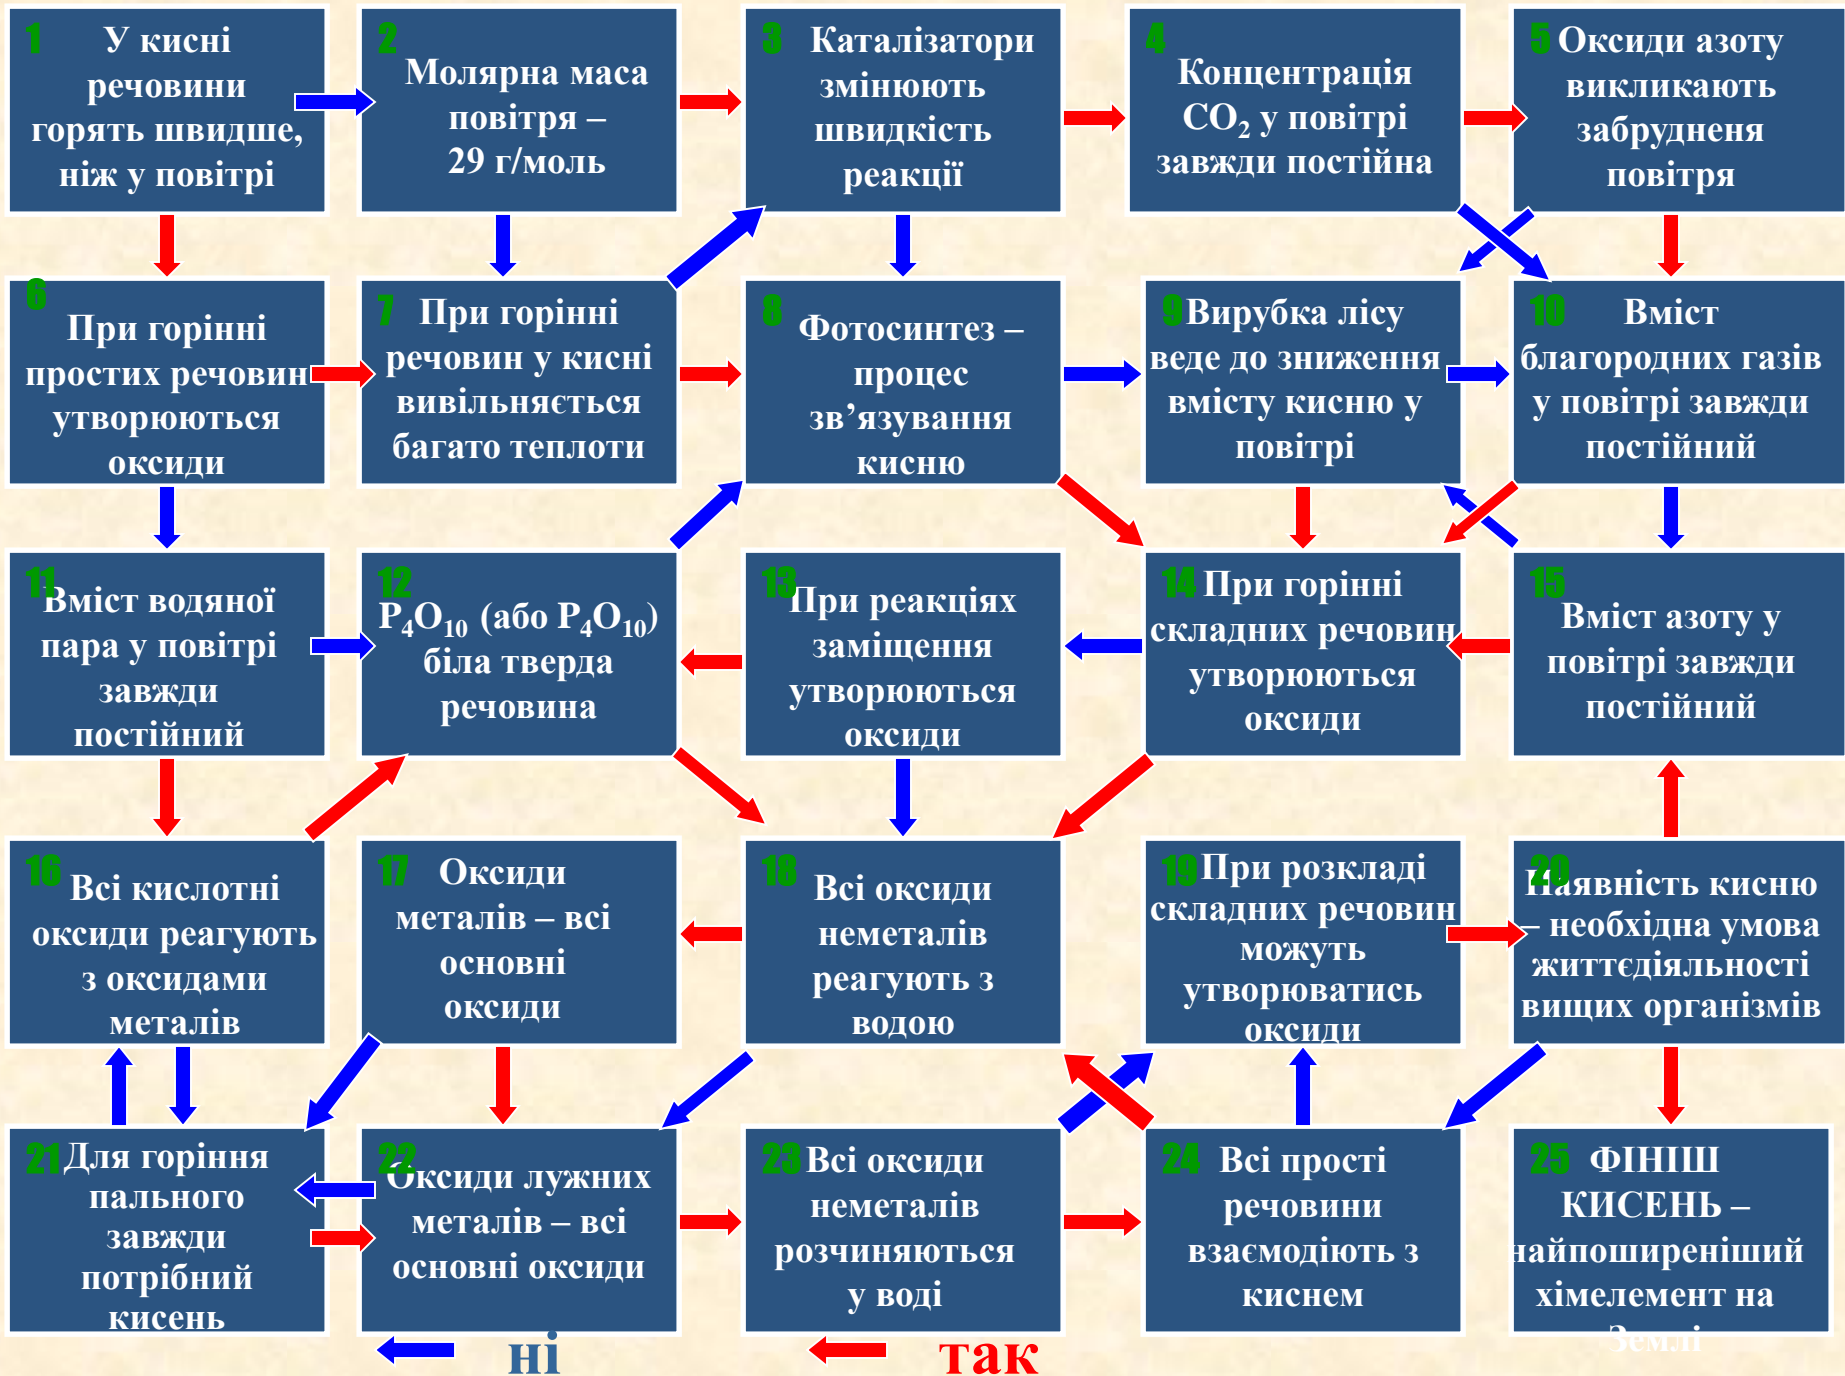 1 У кисні
речовини
горять швидше,
ніж у повітрі
2
Молярна маса
повітря –
29 г/моль
3 Каталізатори
змінюють
швидкість
реакції
4
Концентрація
CO₂ у повітрі
завжди постійна
5 Оксиди азоту
викликають
забрудненя
повітря
6
При горінні
простих речовин
утворюються
оксиди
7 При горінні
речовин у кисні
вивільняється
багато теплоти
8 Фотосинтез –
процес
зв’язування
кисню
9 Вирубка лісу
веде до зниження
вмісту кисню у
повітрі
10 Вміст
благородних газів
у повітрі завжди
постійний
11
Вміст водяної
пара у повітрі
завжди
постійний
12
P₄O₁₀ (або P₄O₁₀)
біла тверда
речовина
13
При реакціях
заміщення
утворюються
оксиди
14 При горінні
складних речовин
утворюються
оксиди
15
Вміст азоту у
повітрі завжди
постійний
16
Всі кислотні
оксиди реагують
з оксидами
металів
17 Оксиди
металів – всі
основні
оксиди
18
Всі оксиди
неметалів
реагують з
водою
19 При розкладі
складних речовин
можуть
утворюватись
оксиди
20
Наявність кисню
– необхідна умова
життєдіяльності
вищих організмів
21 Для горіння
пального
завжди
потрібний
кисень
22
Оксиди лужних
металів – всі
основні оксиди
23 Всі оксиди
неметалів
розчиняються
у воді
24 Всі прості
речовини
взаємодіють з
киснем
25 ФІНІШ
КИСЕНЬ –
найпоширеніший
хімелемент на
Землі
ні
так